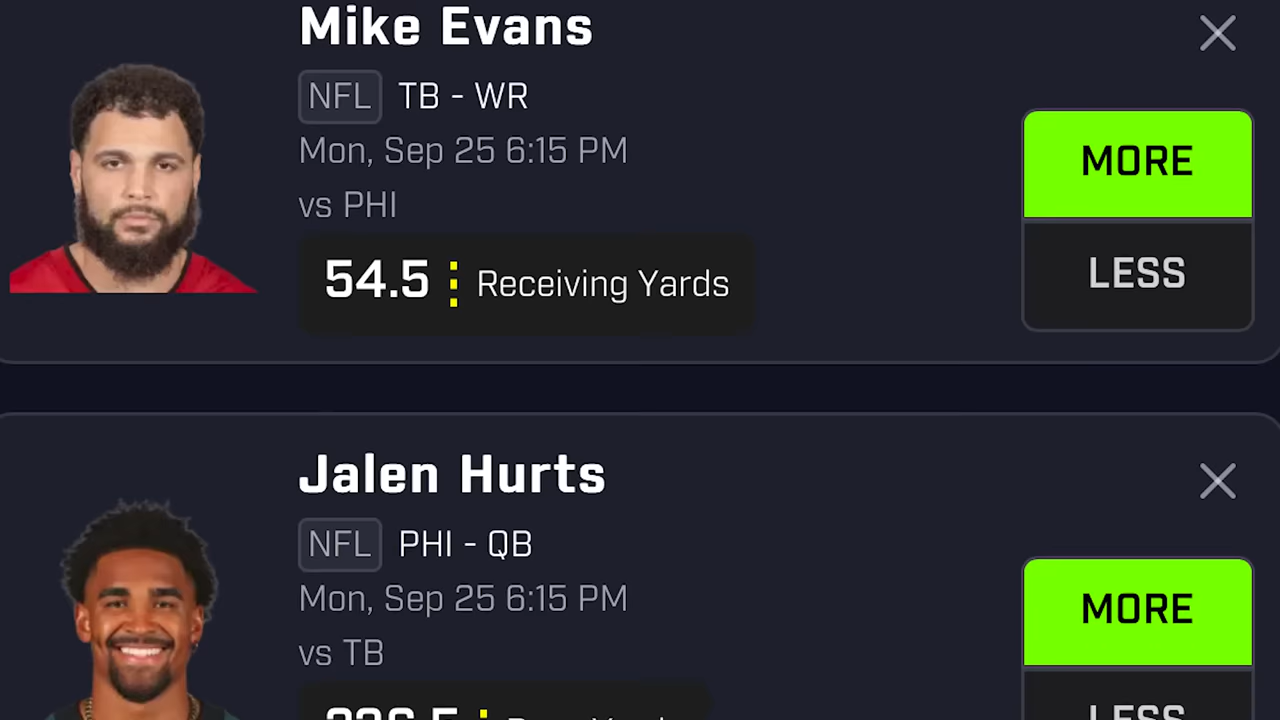 Mike Evans
NFL TB - WR
Mon, Sep 25 6:15 PM
vs PHI
54.5 Receiving Yards
MORE
LESS
Jalen Hurts
NFL PHI - QB
Mon, Sep 25 6:15 PM
vs TB
MORE
LESS